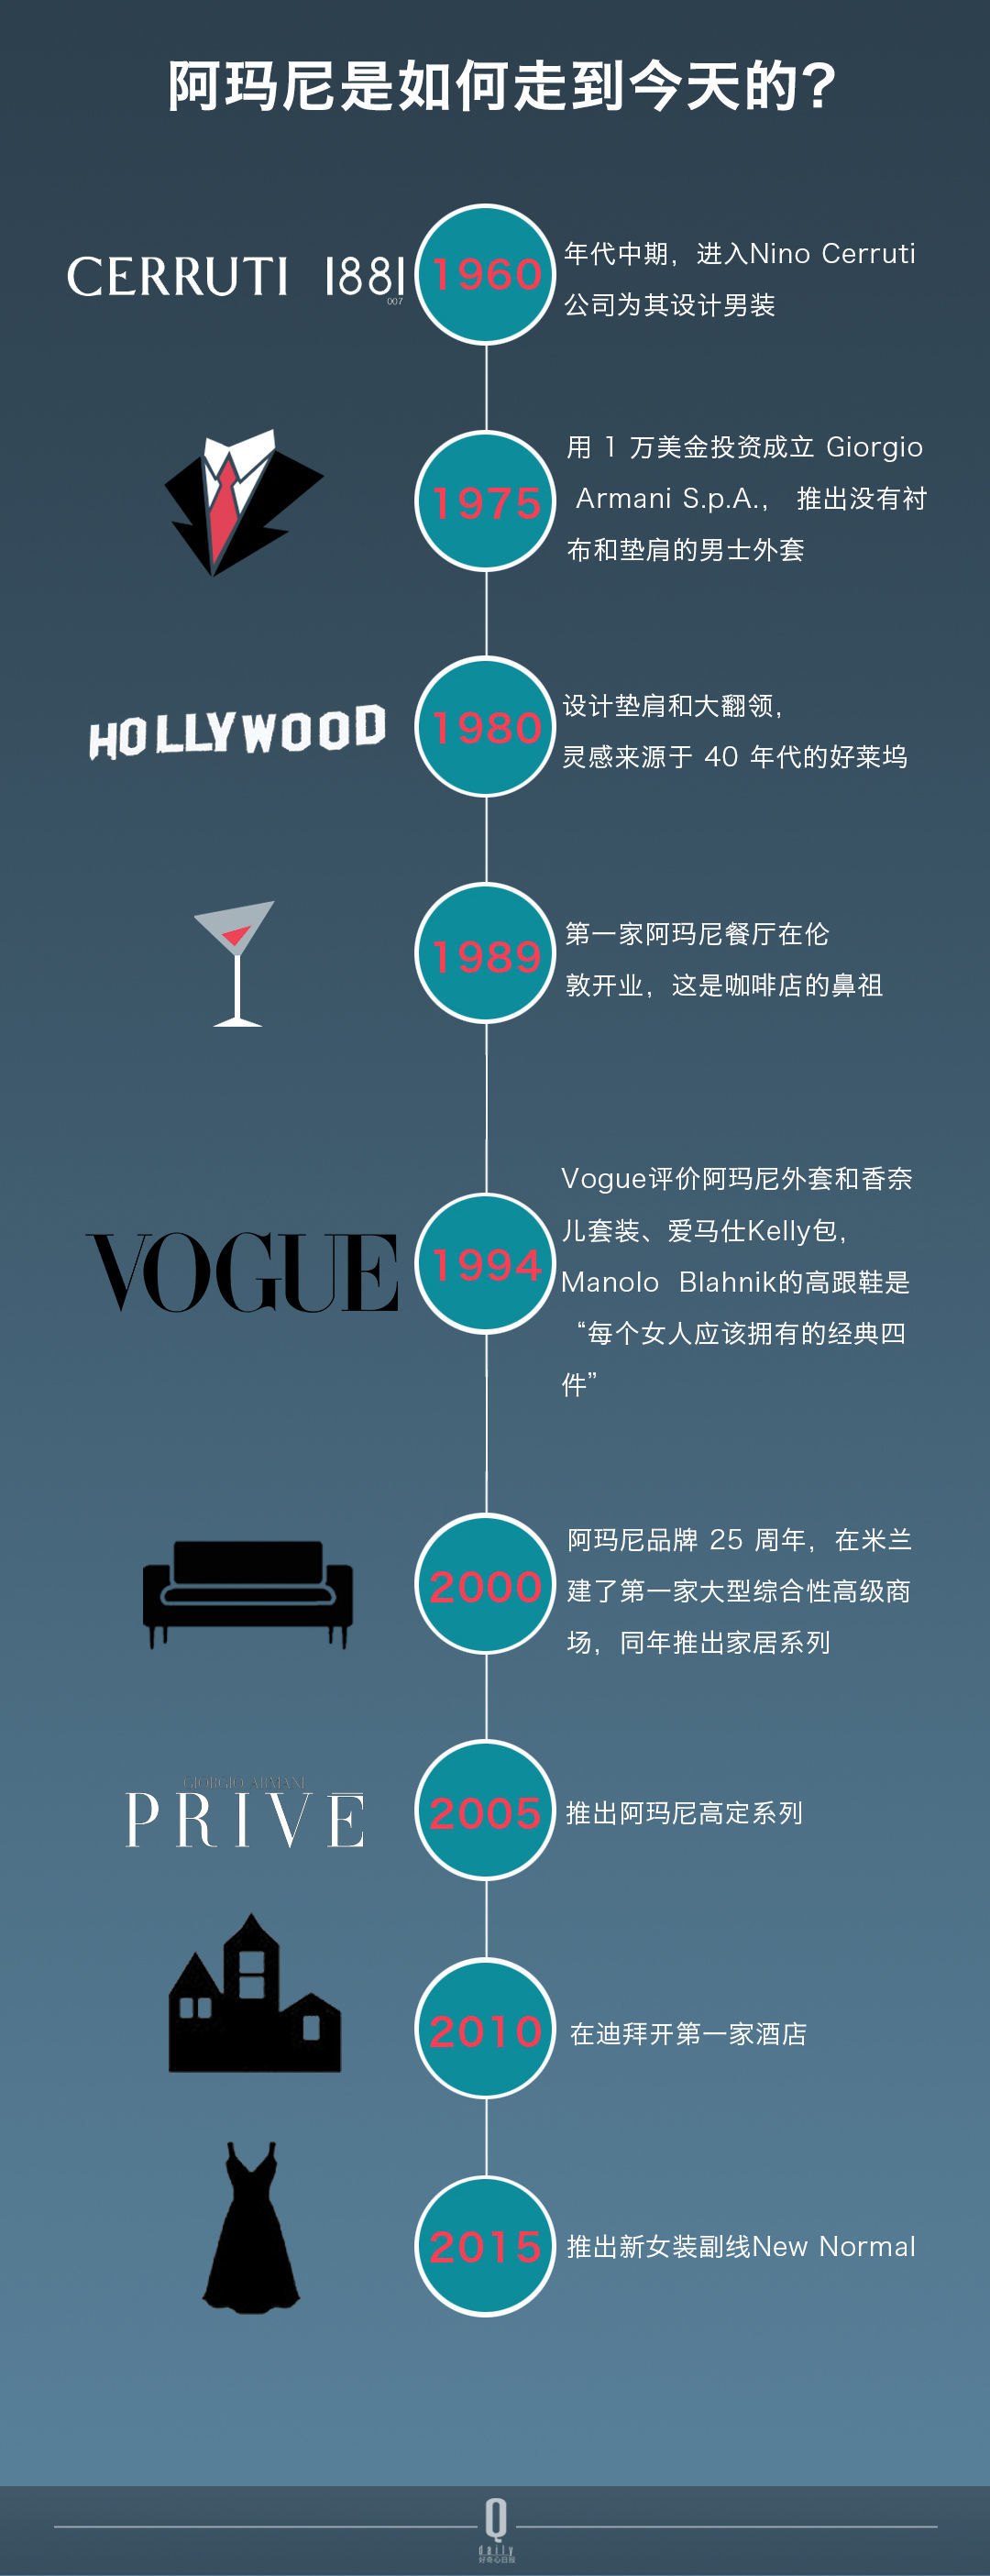 阿玛尼是如何走到今天的?
CERRUTI 1881
007
1960
年代中期，进入Nino Cerruti
公司为其设计男装
1975
用 1 万美金投资成立 Giorgio
Armani S.p.A.， 推出没有衬
布和垫肩的男士外套
HOLLYWOOD
1980
设计垫肩和大翻领，
灵感来源于 40 年代的好莱坞
1989
第一家阿玛尼餐厅在伦
敦开业，这是咖啡店的鼻祖
VOGUE
1994
Vogue评价阿玛尼外套和香奈
儿套装、爱马仕Kelly包，
Manolo Blahnik的高跟鞋是
“每个女人应该拥有的经典四
件”
2000
阿玛尼品牌 25 周年，在米兰
建了第一家大型综合性高级商
场，同年推出家居系列
GIORGIO ARMANI
PRIVĒ
2005
推出阿玛尼高定系列
2010
在迪拜开第一家酒店
2015
推出新女装副线New Normal
Q
daily
好奇心日报